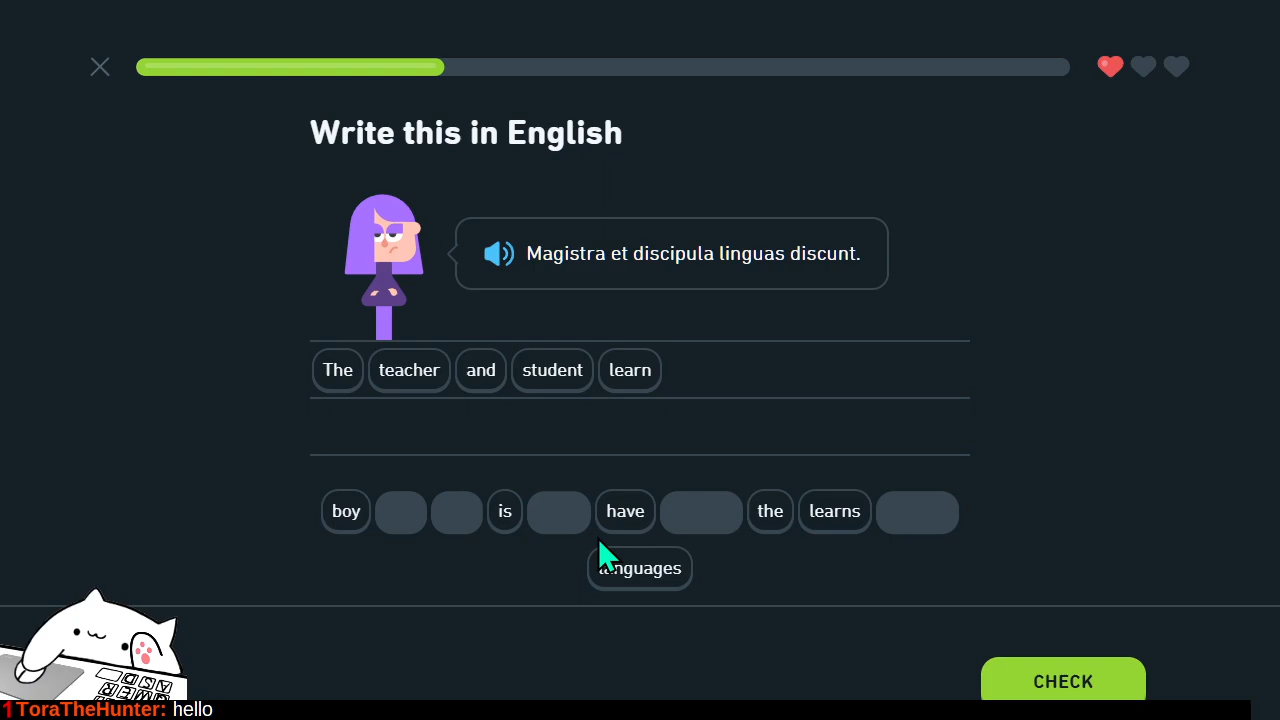 Write this in English
Magistra et discipula linguas discunt.
The teacher and student learn
boy is have the learns
languages
CHECK
1 ToraTheHunter: hello